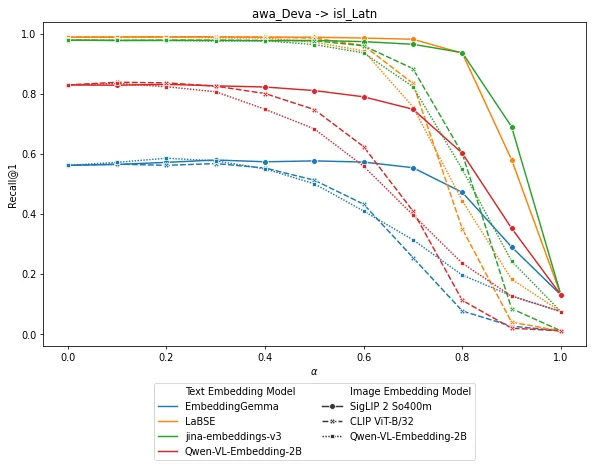 awa_Deva -> isl_Latn
Recall@1
1.0
0.8
0.6
0.4
0.2
0.0
0.0 0.2 0.4 0.6 0.8 1.0
α
Text Embedding Model Image Embedding Model
EmbeddingGemma SigLIP 2 So400m
LaBSE CLIP ViT-B/32
jina-embeddings-v3 Qwen-VL-Embedding-2B
Qwen-VL-Embedding-2B